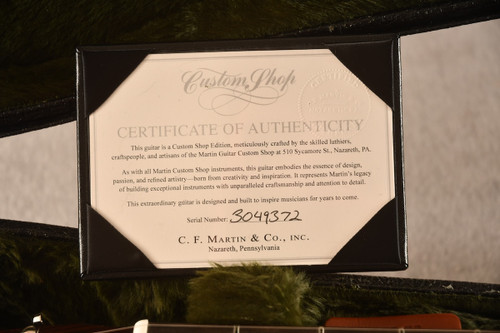 Custom Shop
CERTIFICATE OF AUTHENTICITY
This guitar is a Custom Shop Edition, meticulously crafted by the skilled luthiers,
craftspeople, and artisans of the Martin Guitar Custom Shop at 510 Sycamore St., Nazareth, PA.
As with all Martin Custom Shop instruments, this guitar embodies the essence of design,
passion, and refined artistry—born from creativity and inspiration. It represents Martin's legacy
of building exceptional instruments with unparalleled craftsmanship and attention to detail.
This extraordinary guitar is designed and built to inspire musicians for years to come.
Serial Number: 3049372
C. F. MARTIN & CO., INC.
Nazareth, Pennsylvania